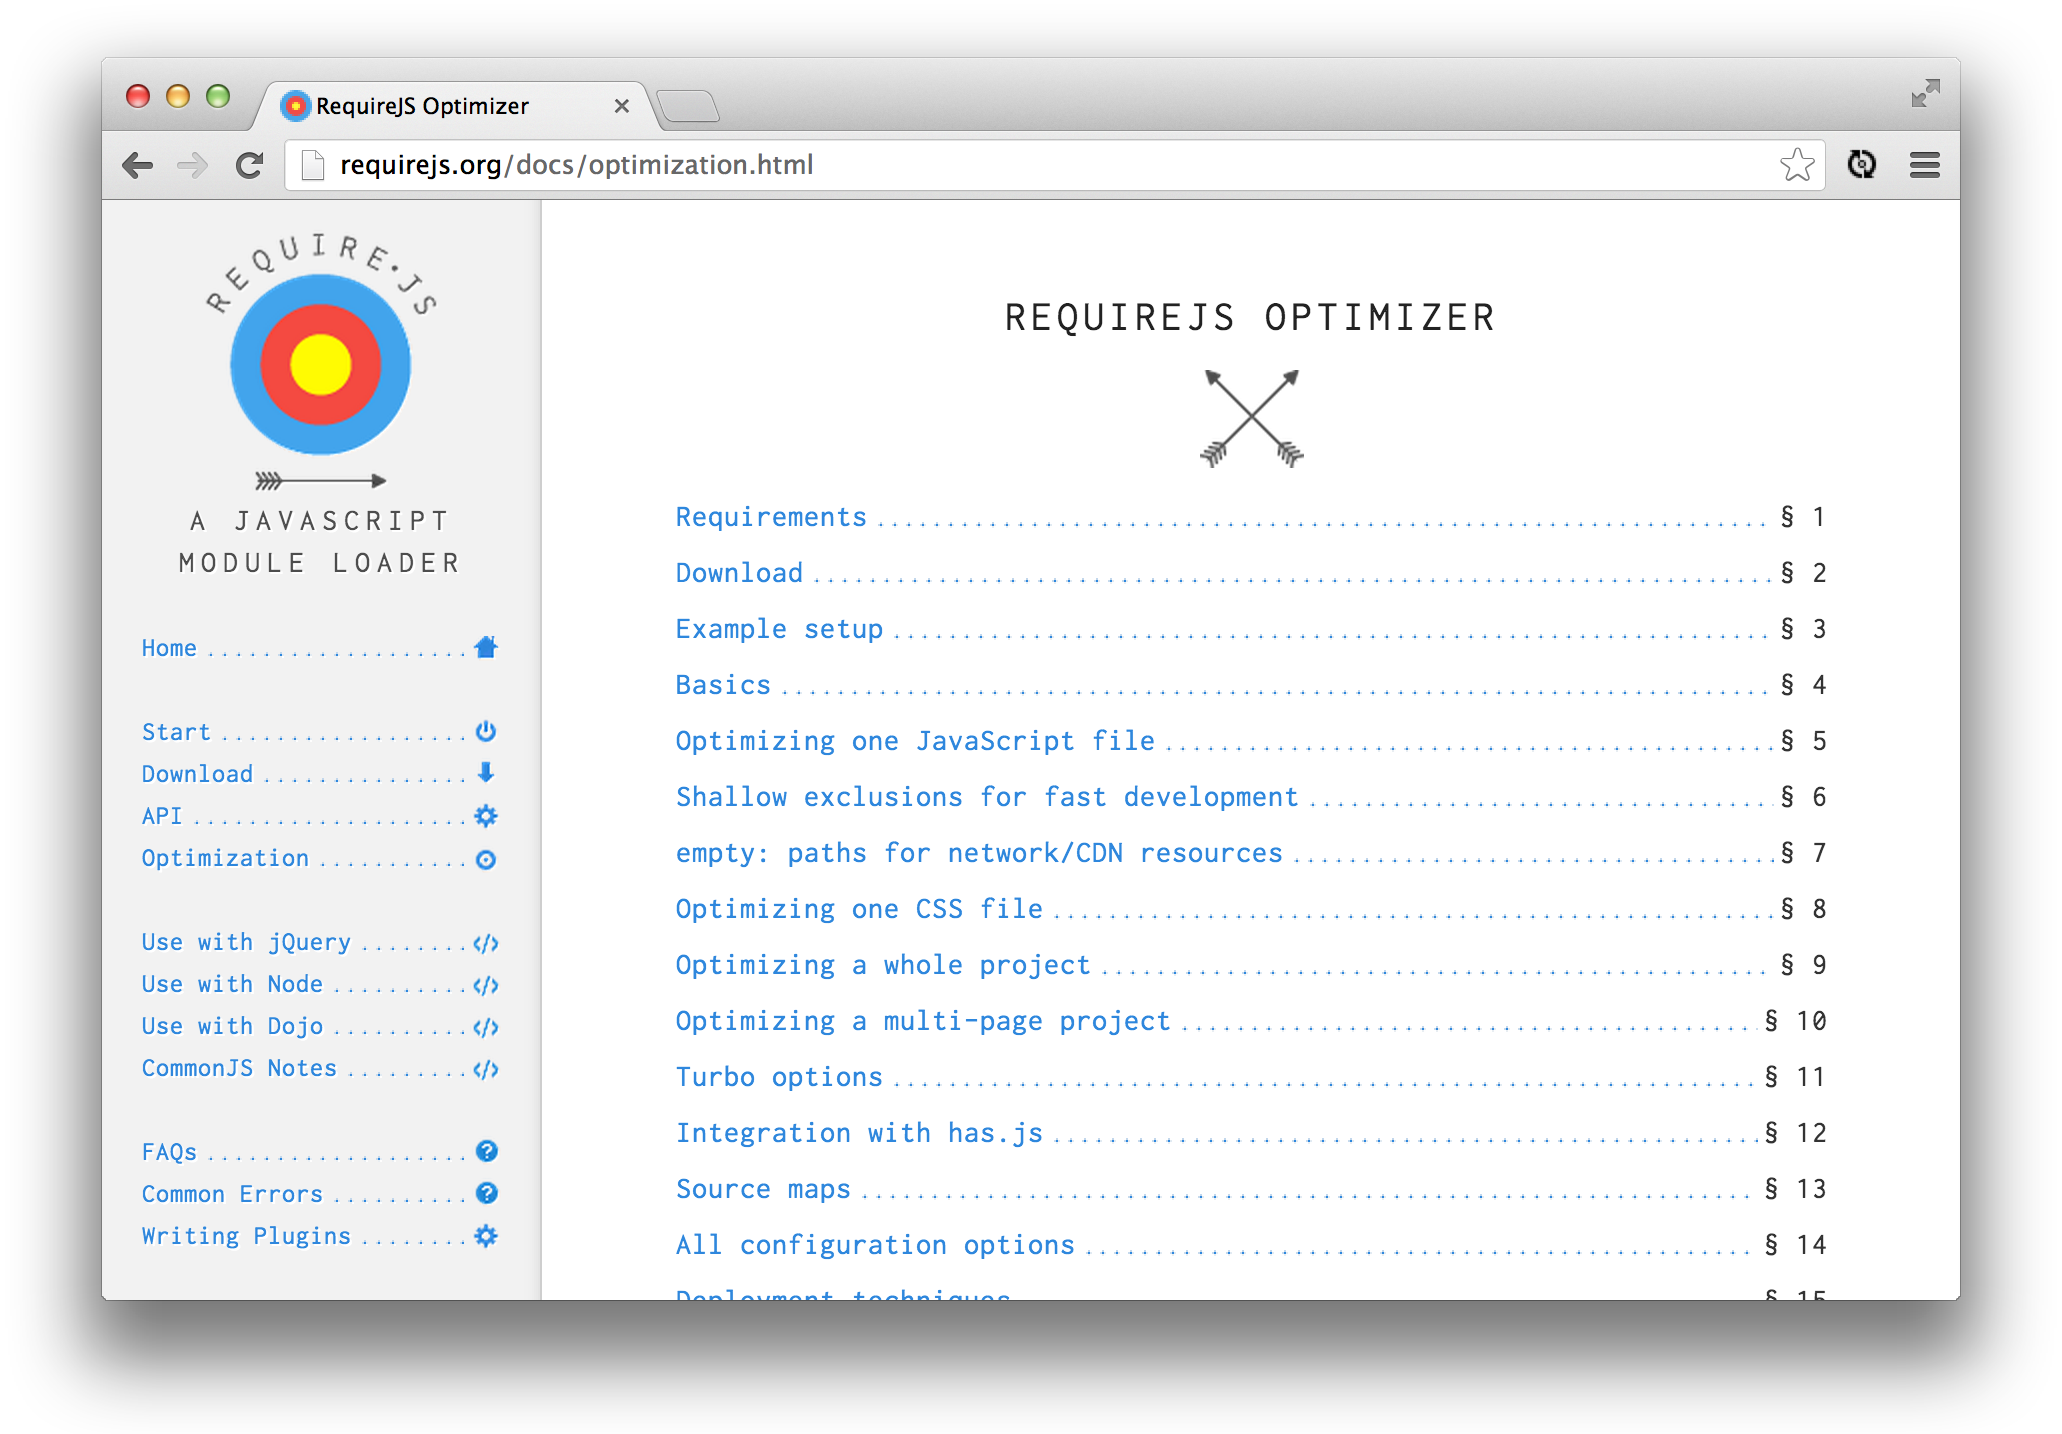 RequireJS Optimizer
requirejs.org/docs/optimization.html
REQUIRE·JS
A JAVASCRIPT
MODULE LOADER
Home
Start
Download
API
Optimization
Use with jQuery
Use with Node
Use with Dojo
CommonJS Notes
FAQs
Common Errors
Writing Plugins
REQUIREJS OPTIMIZER
Requirements § 1
Download § 2
Example setup § 3
Basics § 4
Optimizing one JavaScript file § 5
Shallow exclusions for fast development § 6
empty: paths for network/CDN resources § 7
Optimizing one CSS file § 8
Optimizing a whole project § 9
Optimizing a multi-page project § 10
Turbo options § 11
Integration with has.js § 12
Source maps § 13
All configuration options § 14
Deployment techniques § 15